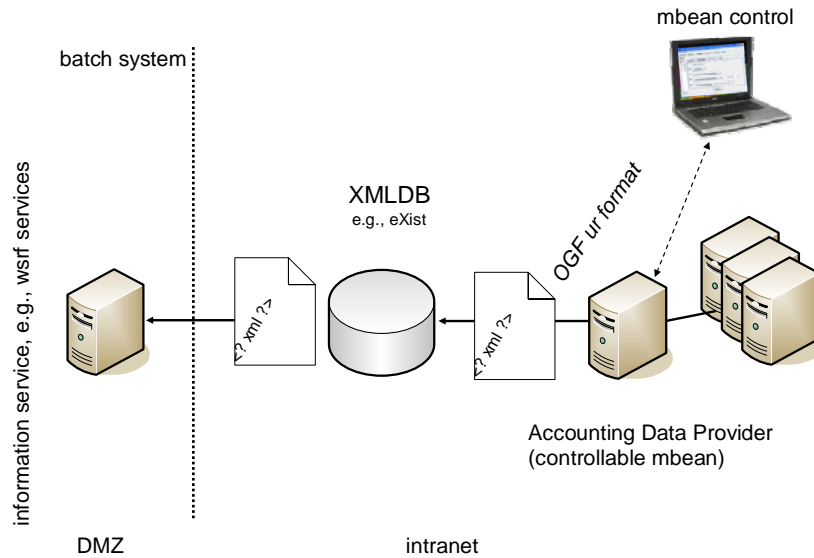 mbean control
batch system
information service, e.g., wsrf services
XMLDB
e.g., eXist
OGF ur format
<? xml ?>
<? xml ?>
Accounting Data Provider
(controllable mbean)
DMZ
intranet